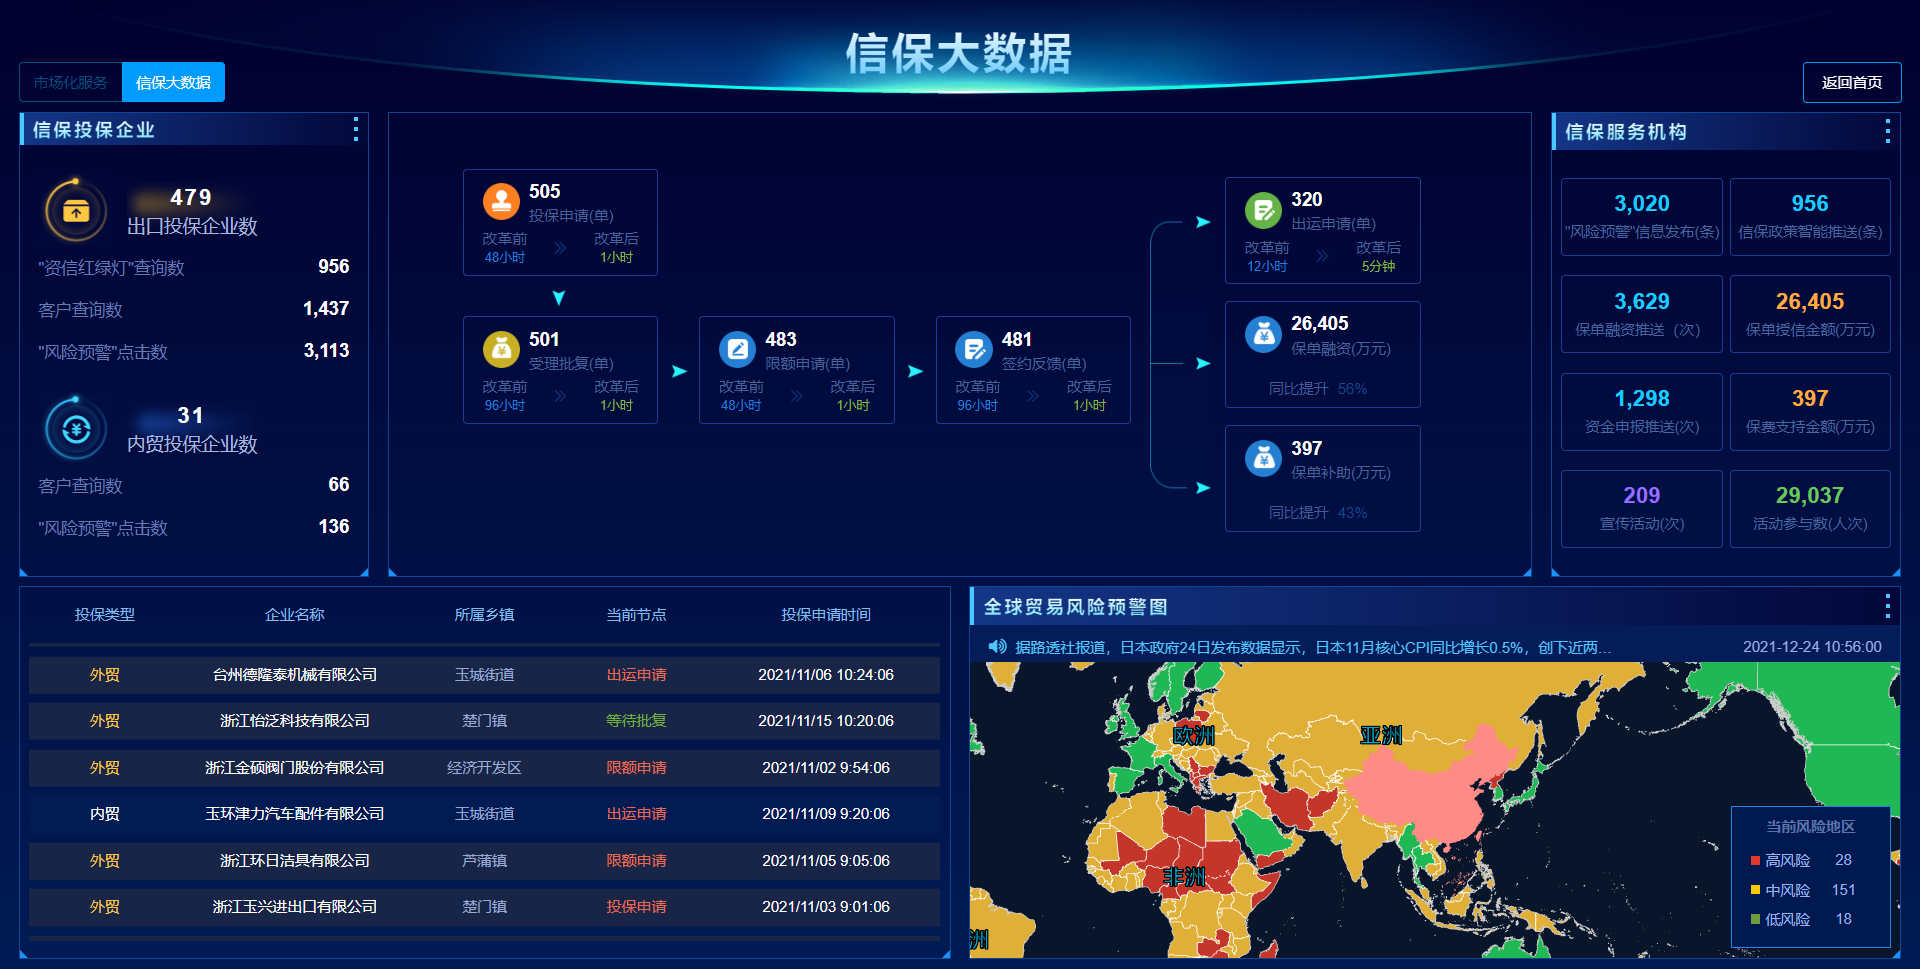 信保大数据
市场化服务
信保大数据
返回首页
信保投保企业
479
出口投保企业数
"资信红绿灯"查询数 956
客户查询数 1,437
"风险预警"点击数 3,113
31
内贸投保企业数
客户查询数 66
"风险预警"点击数 136
505
投保申请(单)
改革前 改革后
48小时 1小时
501
受理批复(单)
改革前 改革后
96小时 1小时
483
限额申请(单)
改革前 改革后
48小时 1小时
481
签约反馈(单)
改革前 改革后
96小时 1小时
320
出运申请(单)
改革前 改革后
12小时 5分钟
26,405
保单融资(万元)
同比提升 56%
397
保单补助(万元)
同比提升 43%
信保服务机构
3,020
"风险预警"信息发布(条)
956
信保政策智能推送(条)
3,629
保单融资推送（次）
26,405
保单授信金额(万元)
1,298
资金申报推送(次)
397
保费支持金额(万元)
209
宣传活动(次)
29,037
活动参与数(人次)
投保类型 企业名称 所属乡镇 当前节点 投保申请时间
外贸 台州德隆泰机械有限公司 玉城街道 出运申请 2021/11/06 10:24:06
外贸 浙江怡泛科技有限公司 楚门镇 等待批复 2021/11/15 10:20:06
外贸 浙江金硕阀门股份有限公司 经济开发区 限额申请 2021/11/02 9:54:06
内贸 玉环津力汽车配件有限公司 玉城街道 出运申请 2021/11/09 9:20:06
外贸 浙江环日洁具有限公司 芦蒲镇 限额申请 2021/11/05 9:05:06
外贸 浙江玉兴进出口有限公司 楚门镇 投保申请 2021/11/03 9:01:06
全球贸易风险预警图
据路透社报道，日本政府24日发布数据显示，日本11月核心CPI同比增长0.5%，创下近两... 2021-12-24 10:56:00
欧洲
亚洲
非洲
洲
当前风险地区
高风险 28
中风险 151
低风险 18